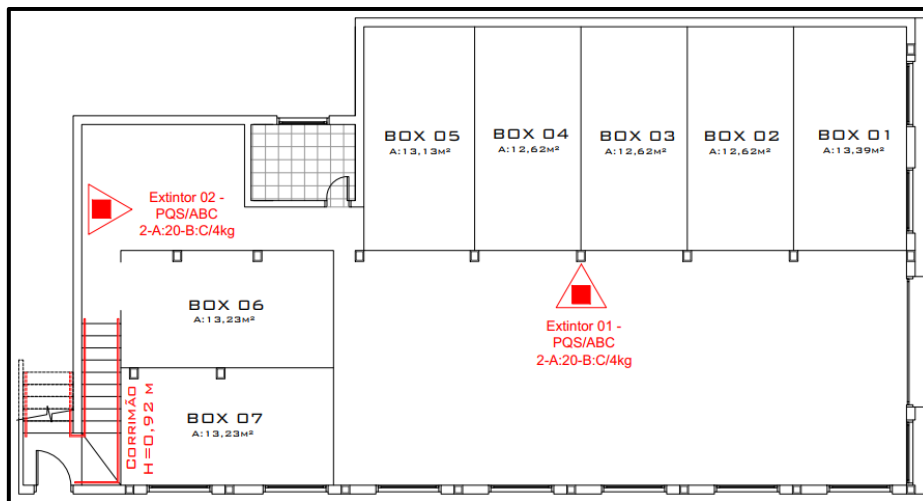 BOX 05
A:13,13M²
BOX 04
A:12,62M²
BOX 03
A:12,62M²
BOX 02
A:12,62M²
BOX 01
A:13,39M²
Extintor 02 -
PQS/ABC
2-A:20-B:C/4kg
BOX 06
A:13,23M²
Extintor 01 -
PQS/ABC
2-A:20-B:C/4kg
BOX 07
A:13,23M²
CORRIMÃO
H=0,92 M